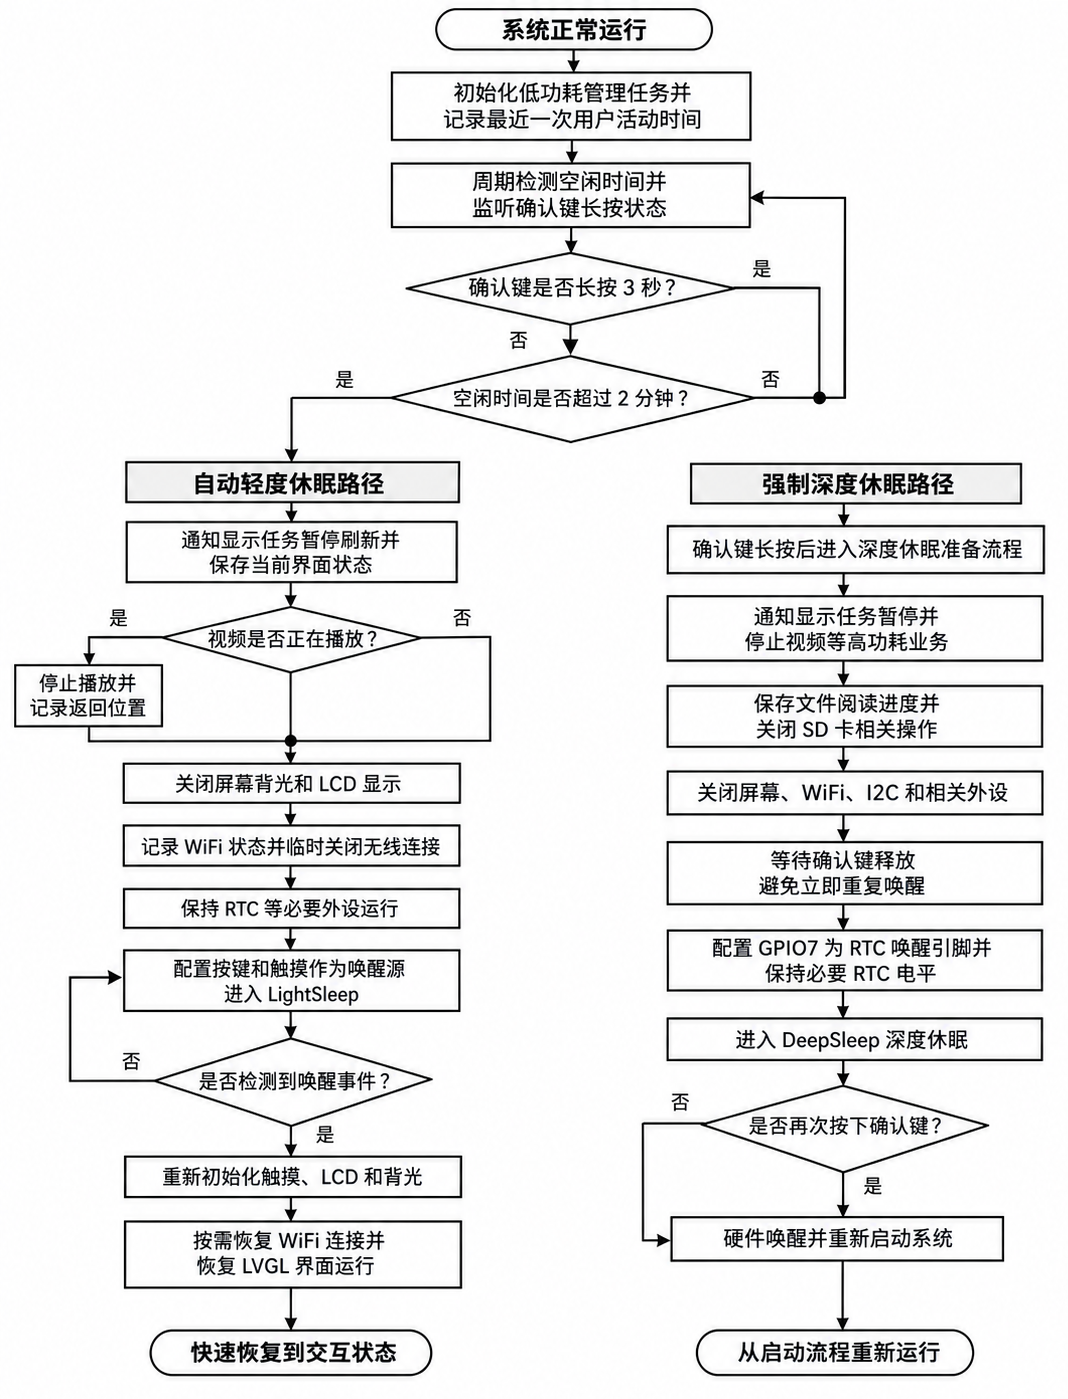 系统正常运行
初始化低功耗管理任务并
记录最近一次用户活动时间
周期检测空闲时间并
监听确认键长按状态
是
确认键是否长按 3 秒？
否
是
空闲时间是否超过 2 分钟？
否
自动轻度休眠路径
通知显示任务暂停刷新并
保存当前界面状态
是
视频是否正在播放？
否
停止播放并
记录返回位置
关闭屏幕背光和 LCD 显示
记录 WiFi 状态并临时关闭无线连接
保持 RTC 等必要外设运行
配置按键和触摸作为唤醒源
进入 LightSleep
否
是否检测到唤醒事件？
是
重新初始化触摸、LCD 和背光
按需恢复 WiFi 连接并
恢复 LVGL 界面运行
快速恢复到交互状态
强制深度休眠路径
确认键长按后进入深度休眠准备流程
通知显示任务暂停并
停止视频等高功耗业务
保存文件阅读进度并
关闭 SD 卡相关操作
关闭屏幕、WiFi、I2C 和相关外设
等待确认键释放
避免立即重复唤醒
配置 GPIO7 为 RTC 唤醒引脚并
保持必要 RTC 电平
进入 DeepSleep 深度休眠
否
是否再次按下确认键？
是
硬件唤醒并重新启动系统
从启动流程重新运行